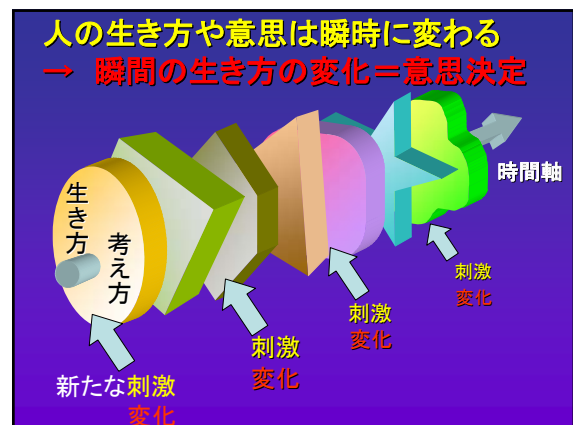 人の生き方や意思は瞬時に変わる
→ 瞬間の生き方の変化＝意思決定
時間軸
生き方
考え方
刺激
変化
刺激
変化
刺激
変化
新たな刺激
変化